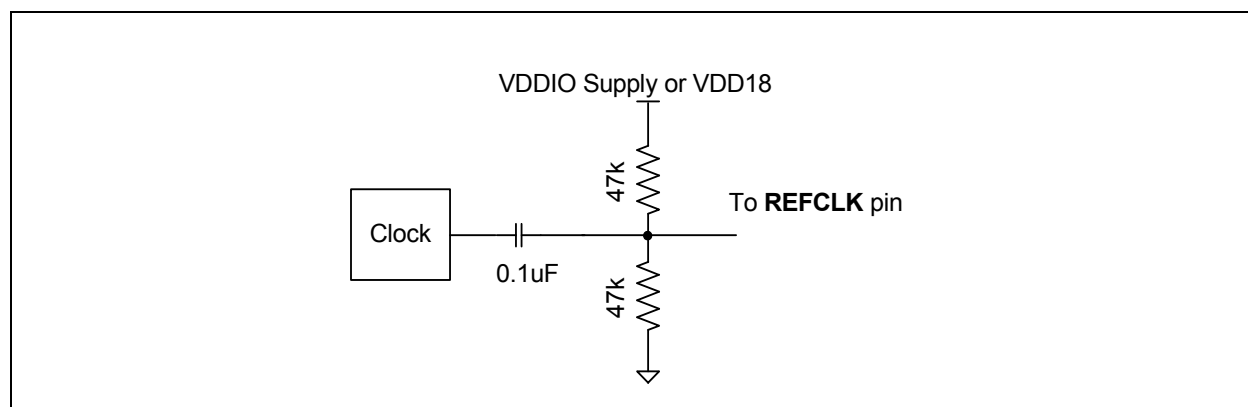 VDDIO Supply or VDD18
47k
To REFCLK pin
Clock
0.1uF
47k